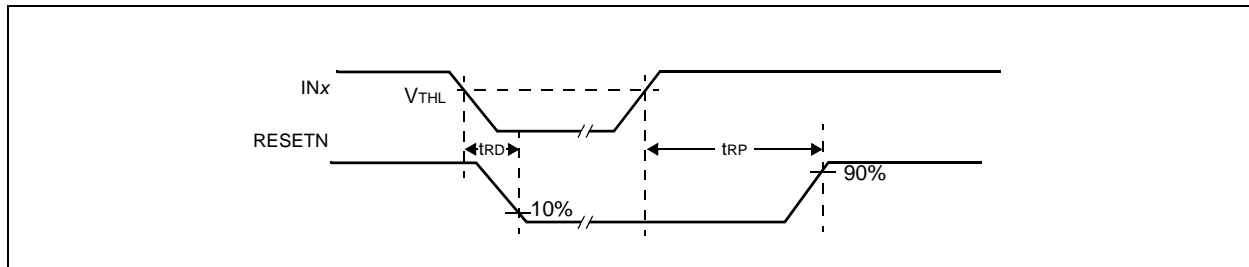 INx
VTHL
RESETN
tRD
tRP
90%
10%